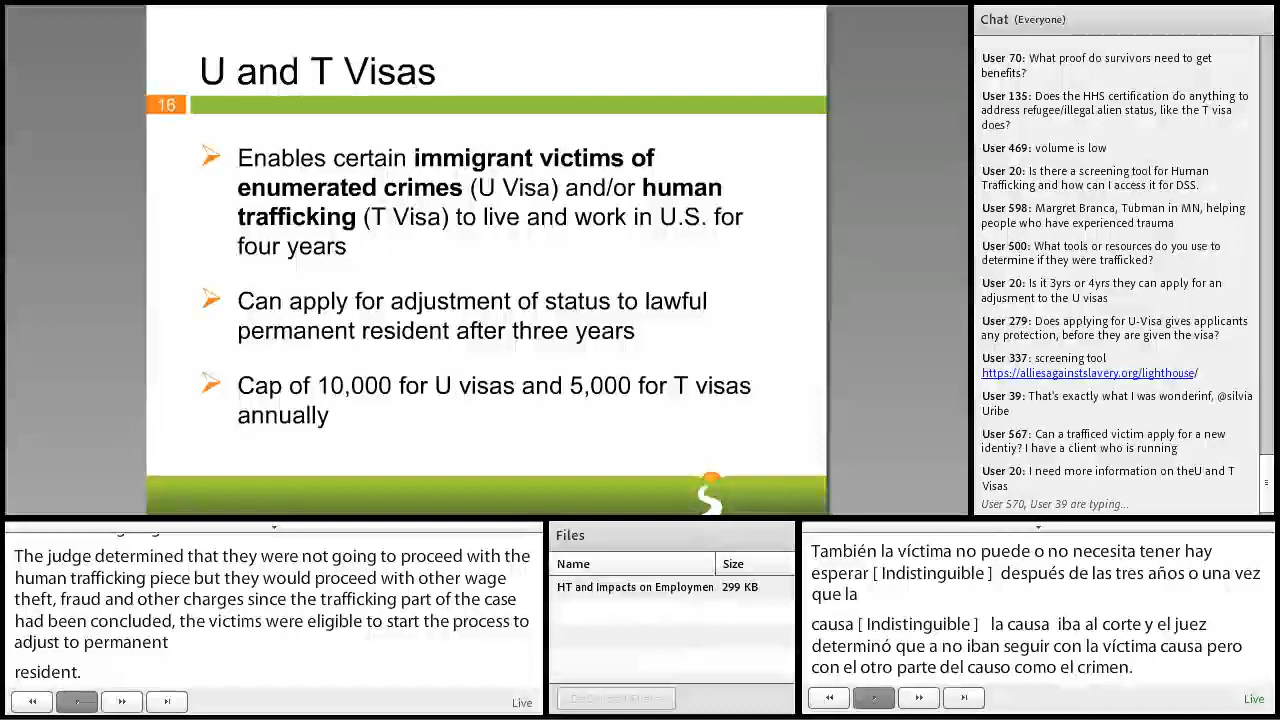 U and T Visas
16
Enables certain immigrant victims of
enumerated crimes (U Visa) and/or human
trafficking (T Visa) to live and work in U.S. for
four years
Can apply for adjustment of status to lawful
permanent resident after three years
Cap of 10,000 for U visas and 5,000 for T visas
annually
Chat (Everyone)
User 70: What proof do survivors need to get
benefits?
User 135: Does the HHS certification do anything to
address refugee/illegal alien status, like the T visa
does?
User 469: volume is low
User 20: Is there a screening tool for Human
Trafficking and how can I access it for DSS.
User 598: Margret Branca, Tubman in MN, helping
people who have experienced trauma
User 500: What tools or resources do you use to
determine if they were trafficked?
User 20: Is it 3yrs or 4yrs they can apply for an
adjusment to the U visas
User 279: Does applying for U-Visa gives applicants
any protection, before they are given the visa?
User 337: screening tool
https://alliesagainstslavery.org/lighthouse/
User 39: That's exactly what I was wonderinf, @silvia
Uribe
User 567: Can a trafficed victim apply for a new
identiy? I have a client who is running
User 20: I need more information on theU and T
Visas
User 570, User 39 are typing...
The judge determined that they were not going to proceed with the
human trafficking piece but they would proceed with other wage
theft, fraud and other charges since the trafficking part of the case
had been concluded, the victims were eligible to start the process to
adjust to permanent
resident.
Live
Files
Name Size
HT and Impacts on Employmen 299 KB
También la víctima no puede o no necesita tener hay
esperar [ Indistinguible ] después de las tres años o una vez
que la
causa [ Indistinguible ] la causa iba al corte y el juez
determinó que a no iban seguir con la víctima causa pero
con el otro parte del causo como el crimen.
Live